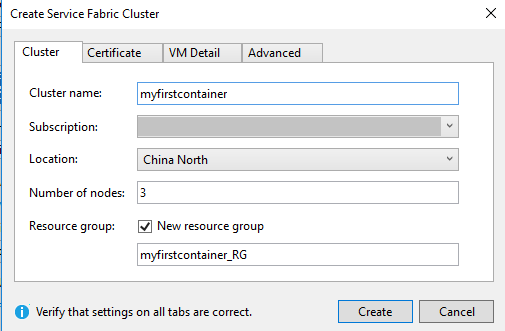 Create Service Fabric Cluster
Cluster Certificate VM Detail Advanced
Cluster name: myfirstcontainer
Subscription:
Location: China North
Number of nodes: 3
Resource group: New resource group
myfirstcontainer_RG
Verify that settings on all tabs are correct. Create Cancel